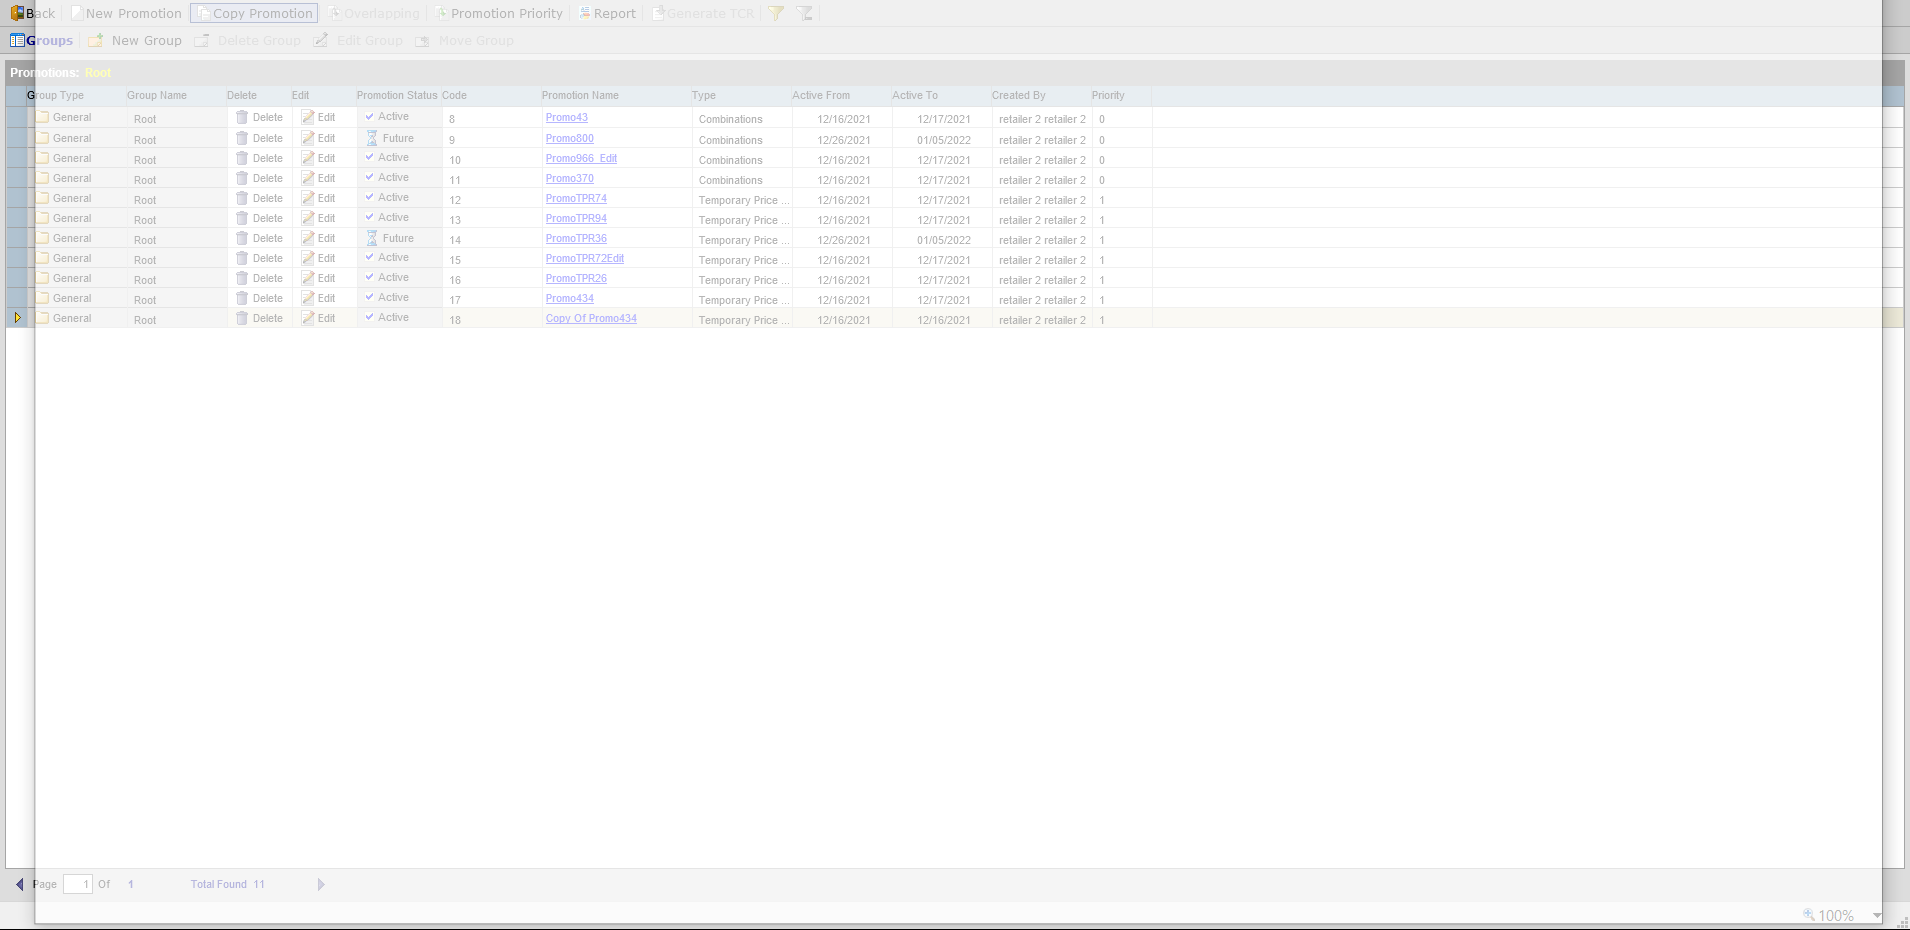 Back New Promotion Copy Promotion Overlapping Promotion Priority Report Generate TCR
Groups New Group Delete Group Edit Group Move Group
Promotions: Root
Group Type Group Name Delete Edit Promotion Status Code Promotion Name Type Active From Active To Created By Priority
General Root Delete Edit Active 8 Promo43 Combinations 12/16/2021 12/17/2021 retailer 2 retailer 2 0
General Root Delete Edit Future 9 Promo800 Combinations 12/26/2021 01/05/2022 retailer 2 retailer 2 0
General Root Delete Edit Active 10 Promo966_Edit Combinations 12/16/2021 12/17/2021 retailer 2 retailer 2 0
General Root Delete Edit Active 11 Promo370 Combinations 12/16/2021 12/17/2021 retailer 2 retailer 2 0
General Root Delete Edit Active 12 PromoTPR74 Temporary Price ... 12/16/2021 12/17/2021 retailer 2 retailer 2 1
General Root Delete Edit Active 13 PromoTPR94 Temporary Price ... 12/16/2021 12/17/2021 retailer 2 retailer 2 1
General Root Delete Edit Future 14 PromoTPR36 Temporary Price ... 12/26/2021 01/05/2022 retailer 2 retailer 2 1
General Root Delete Edit Active 15 PromoTPR72Edit Temporary Price ... 12/16/2021 12/17/2021 retailer 2 retailer 2 1
General Root Delete Edit Active 16 PromoTPR26 Temporary Price ... 12/16/2021 12/17/2021 retailer 2 retailer 2 1
General Root Delete Edit Active 17 Promo434 Temporary Price ... 12/16/2021 12/17/2021 retailer 2 retailer 2 1
General Root Delete Edit Active 18 Copy Of Promo434 Temporary Price ... 12/16/2021 12/16/2021 retailer 2 retailer 2 1
Page 1 Of 1 Total Found 11
100%